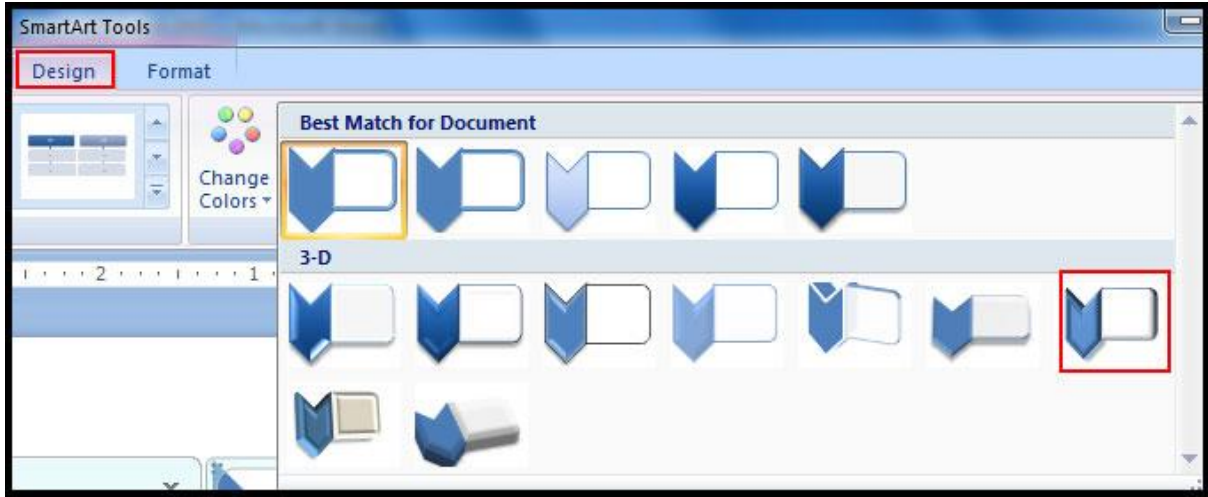 SmartArt Tools
Design Format
Best Match for Document
Change
Colors
3-D
2 1